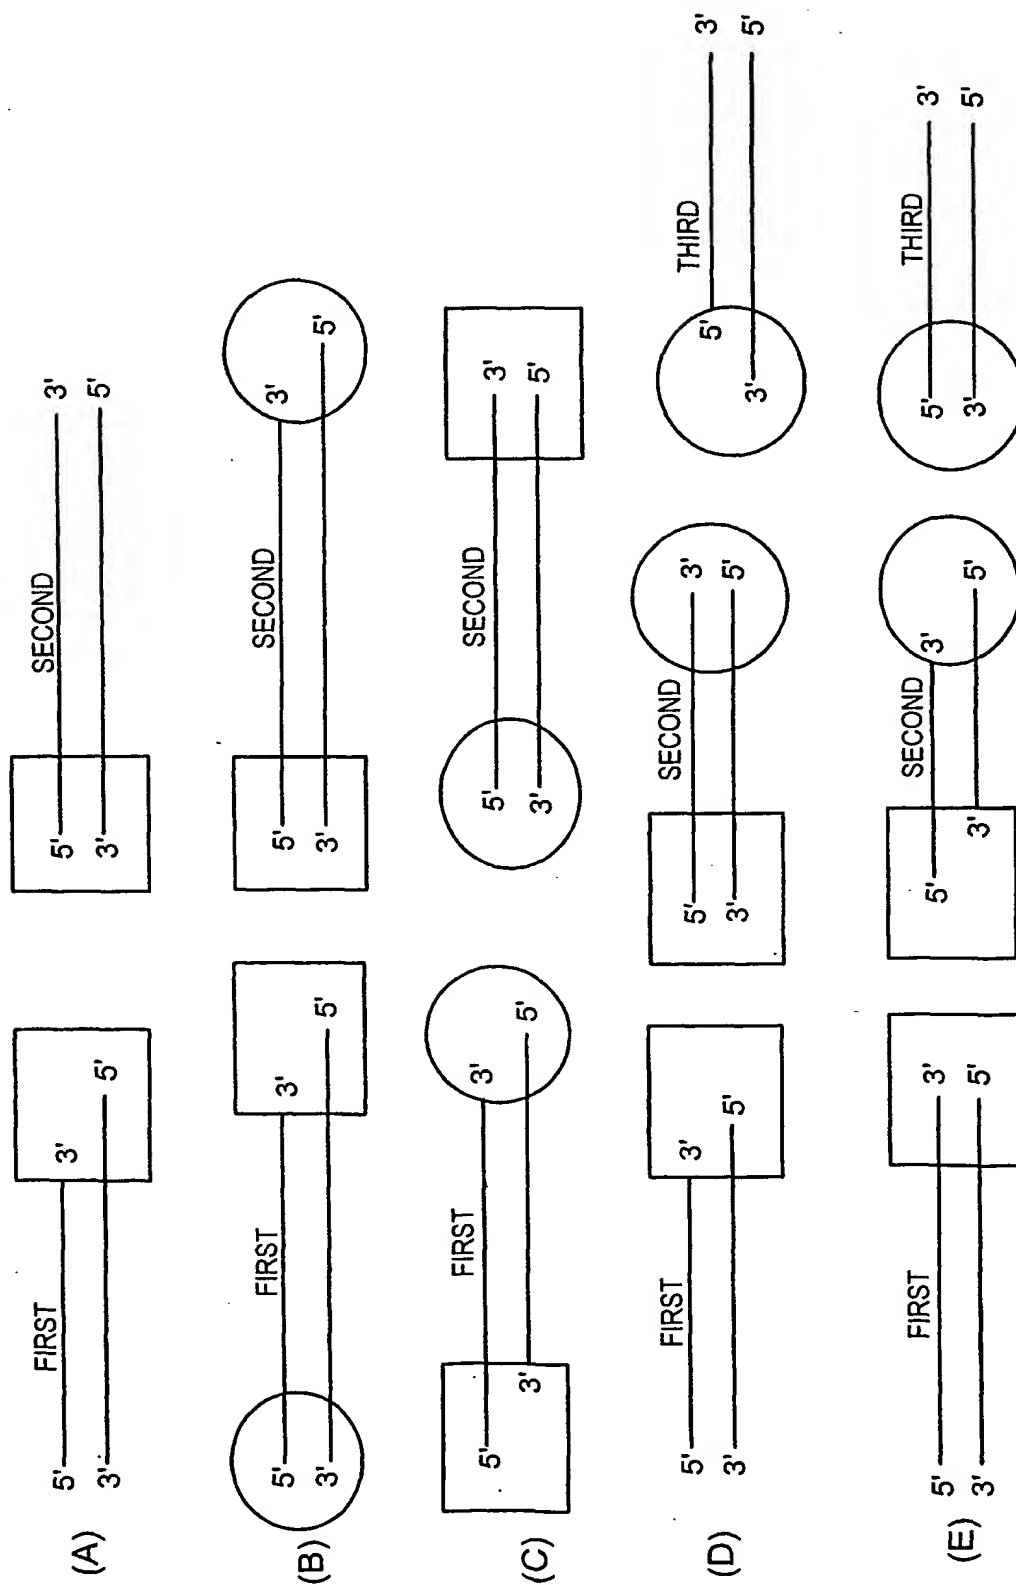 FIRST SECOND
5' 3' 5' 3'
(A) 3' 5' 3' 5'
FIRST SECOND
5' 3' 5' 3'
(B) 3' 5' 3' 5'
FIRST SECOND
5' 3' 5' 3'
(C) 3' 5' 3' 5'
FIRST SECOND THIRD
5' 3' 5' 3' 5' 3'
(D) 3' 5' 3' 5' 3' 5'
FIRST SECOND THIRD
5' 3' 5' 3' 5' 3'
(E) 3' 5' 3' 5' 3' 5'